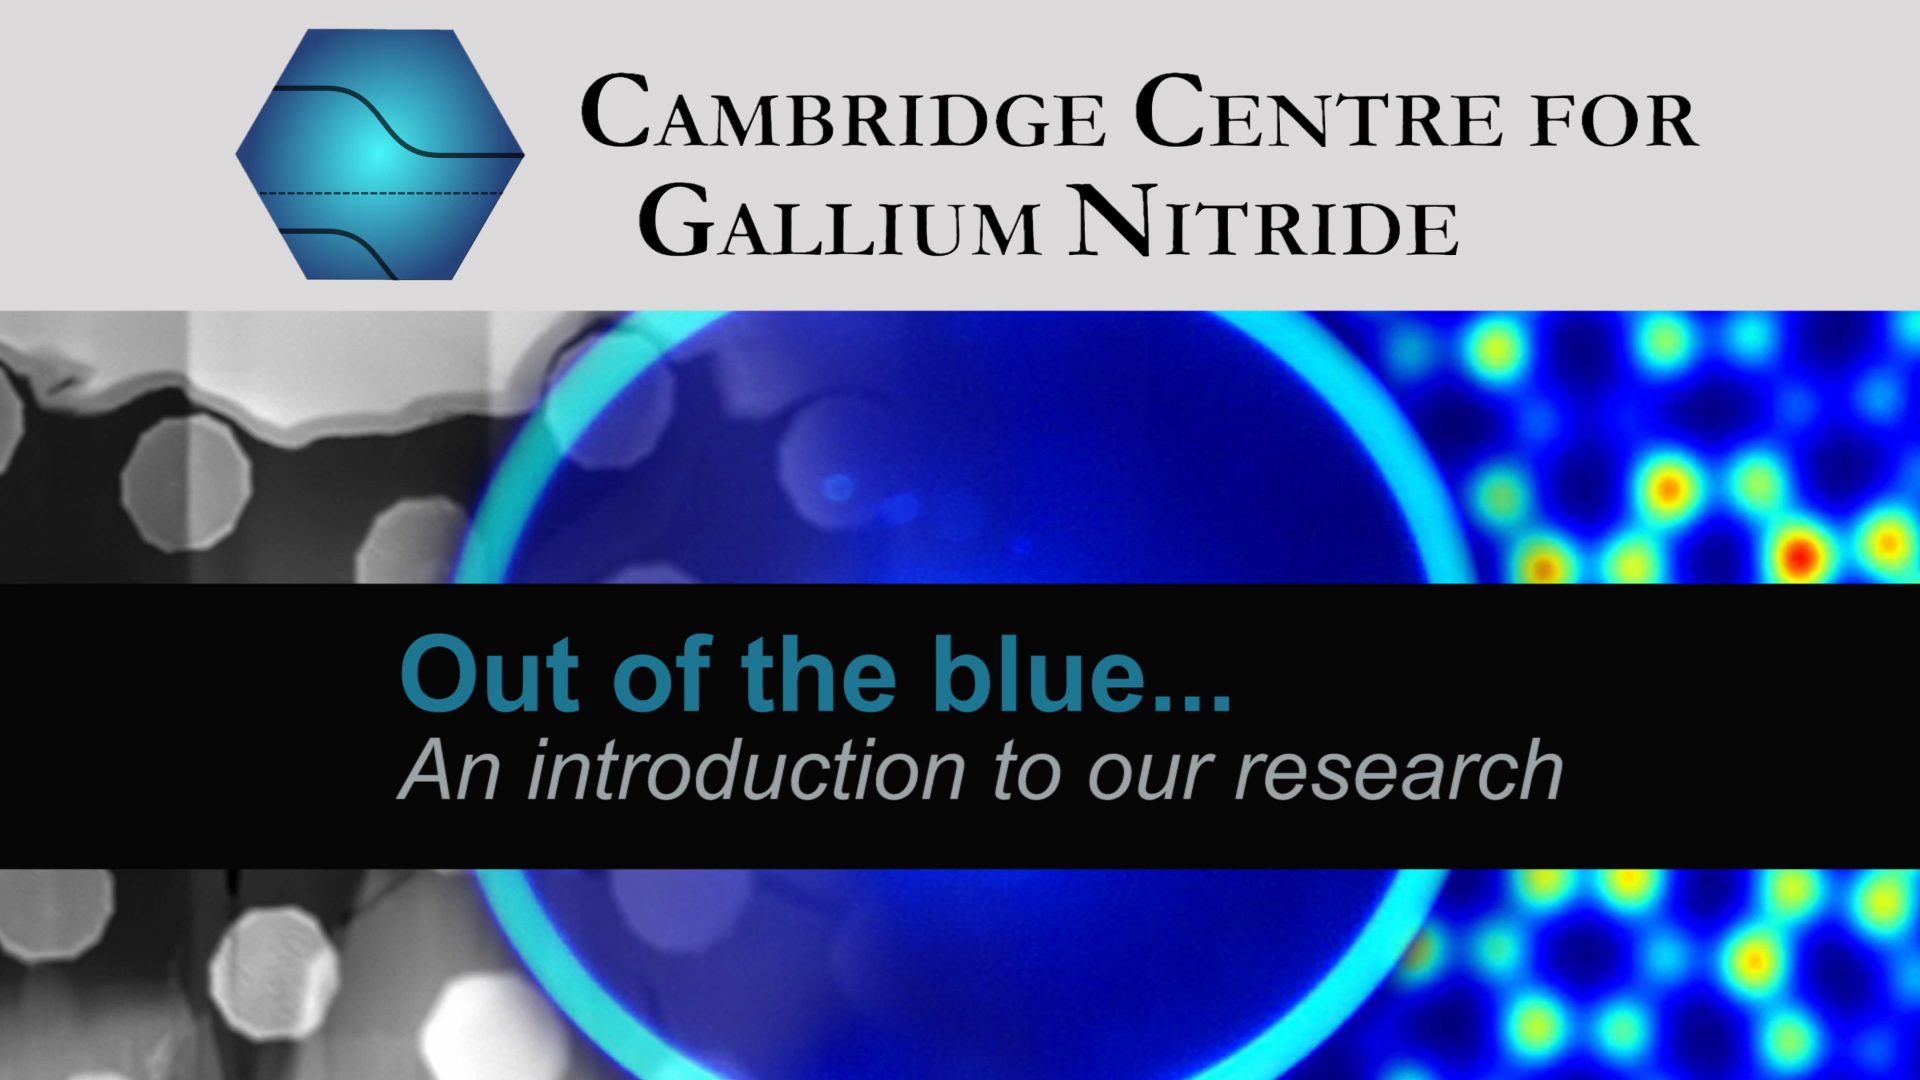 CAMBRIDGE CENTRE FOR
GALLIUM NITRIDE
Out of the blue...
An introduction to our research